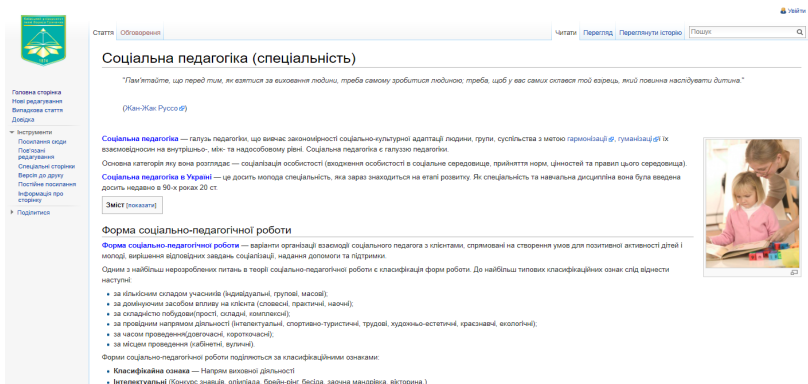 Увійти
Стаття Обговорення
Читати Перегляд Переглянути історію Пошук
1973
Соціальна педагогіка (спеціальність)
"Пам'ятайте, що перед тим, як взятися за виховання людини, треба самому зробитися людиною; треба, щоб у вас самих склався той взірець, який повинна наслідувати дитина."
(Жан-Жак Руссо)
Головна сторінка
Нові редагування
Випадкова стаття
Довідка
Інструменти
Посилання сюди
Пов'язані
редагування
Спеціальні сторінки
Версія до друку
Постійне посилання
Інформація про
сторінку
Поділитися
Соціальна педагогіка — галузь педагогіки, що вивчає закономірності соціально-культурної адаптації людини, групи, суспільства з метою гармонізації, гуманізації їх
взаємовідносин на внутрішньо-, між- та надособовому рівні. Соціальна педагогіка є галуззю педагогіки.
Основна категорія яку вона розглядає — соціалізація особистості (входження особистості в соціальне середовище, прийняття норм, цінностей та правил цього середовища).
Соціальна педагогіка в Україні — це досить молода спеціальність, яка зараз знаходиться на етапі розвитку. Як спеціальність та навчальна дисципліна вона була введена
досить недавно в 90-х роках 20 ст.
Зміст [показати]
Форма соціально-педагогічної роботи
Форма соціально-педагогічної роботи — варіанти організації взаємодії соціального педагога з клієнтами, спрямовані на створення умов для позитивної активності дітей і
молоді, вирішення відповідних завдань соціалізації, надання допомоги та підтримки.
Одним з найбільш нерозроблених питань в теорії соціально-педагогічної роботи є класифікація форм роботи. До найбільш типових класифікаційних ознак слід віднести
наступні:
за кількісним складом учасників (індивідуальні, групові, масові);
за домінуючим засобом впливу на клієнта (словесні, практичні, наочні);
за складністю побудови(прості, складні, комплексні);
за провідним напрямом діяльності (інтелектуальні, спортивно-туристичні, трудові, художньо-естетичні, краєзнавчі, екологічні);
за часом проведення(довгочасні, короткочасні);
за місцем проведення (кабінетні, вуличні).
Форми соціально-педагогічної роботи поділяються за класифікаційними ознаками:
Класифікайна ознака — Напрям виховної діяльності
Інтелектуальні (Конкурс знавців, олімпіада, брейн-рінг, бесіда, заочна мандрівка, вікторина.)